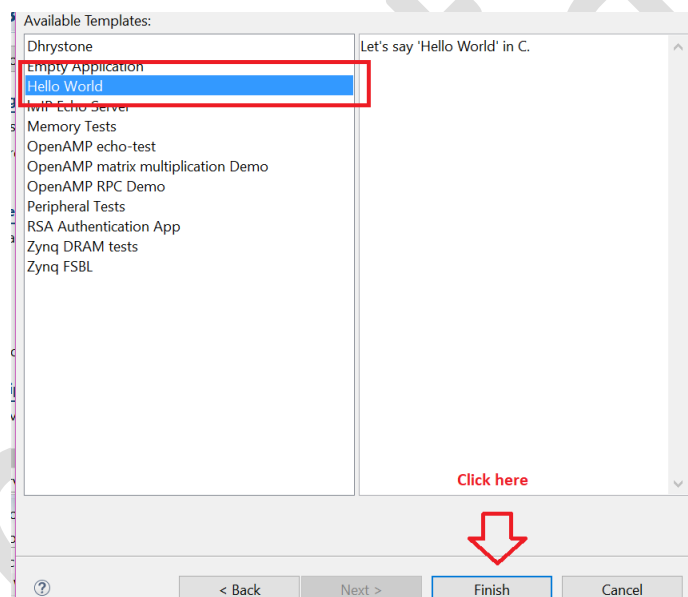 Available Templates:
Dhrystone
Empty Application
Hello World
lwIP Echo Server
Memory Tests
OpenAMP echo-test
OpenAMP matrix multiplication Demo
OpenAMP RPC Demo
Peripheral Tests
RSA Authentication App
Zynq DRAM tests
Zynq FSBL
Let's say 'Hello World' in C.
Click here
?
< Back
Next >
Finish
Cancel